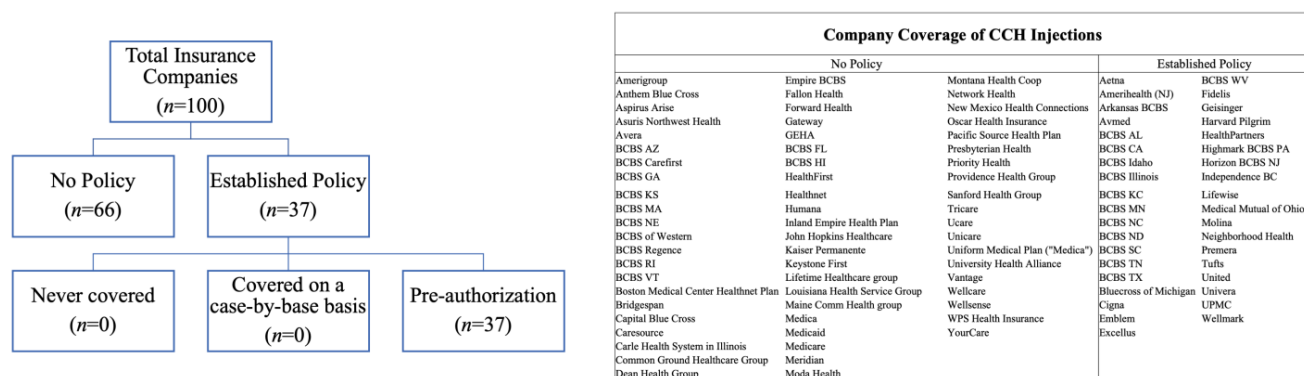 Total Insurance
Companies
(n=100)
No Policy
(n=66)
Established Policy
(n=37)
Never covered
(n=0)
Covered on a
case-by-base basis
(n=0)
Pre-authorization
(n=37)
Company Coverage of CCH Injections
No Policy Established Policy
Amerigroup Empire BCBS Montana Health Coop Aetna BCBS WV
Anthem Blue Cross Fallon Health Network Health Amerihealth (NJ) Fidelis
Aspirus Arise Forward Health New Mexico Health Connections Arkansas BCBS Geisinger
Asuris Northwest Health Gateway Oscar Health Insurance Avmed Harvard Pilgrim
Avera GEHA Pacific Source Health Plan BCBS AL HealthPartners
BCBS AZ BCBS FL Presbyterian Health BCBS CA Highmark BCBS PA
BCBS Carefirst BCBS HI Priority Health BCBS Idaho Horizon BCBS NJ
BCBS GA HealthFirst Providence Health Group BCBS Illinois Independence BC
BCBS KS Healthnet Sanford Health Group BCBS KC Lifewise
BCBS MA Humana Tricare BCBS MN Medical Mutual of Ohio
BCBS NE Inland Empire Health Plan Ucare BCBS NC Molina
BCBS of Western John Hopkins Healthcare Unicare BCBS ND Neighborhood Health
BCBS Regence Kaiser Permanente Uniform Medical Plan ("Medica") BCBS SC Premera
BCBS RI Keystone First University Health Alliance BCBS TN Tufts
BCBS VT Lifetime Healthcare group Vantage BCBS TX United
Boston Medical Center Healthnet Plan Louisiana Health Service Group Wellcare Bluecross of Michigan Univera
Bridgespan Maine Comm Health group Wellsense Cigna UPMC
Capital Blue Cross Medica WPS Health Insurance Emblem Wellmark
Caresource Medicaid YourCare Excellus
Carle Health System in Illinois Medicare
Common Ground Healthcare Group Meridian
Dean Health Group Moda Health